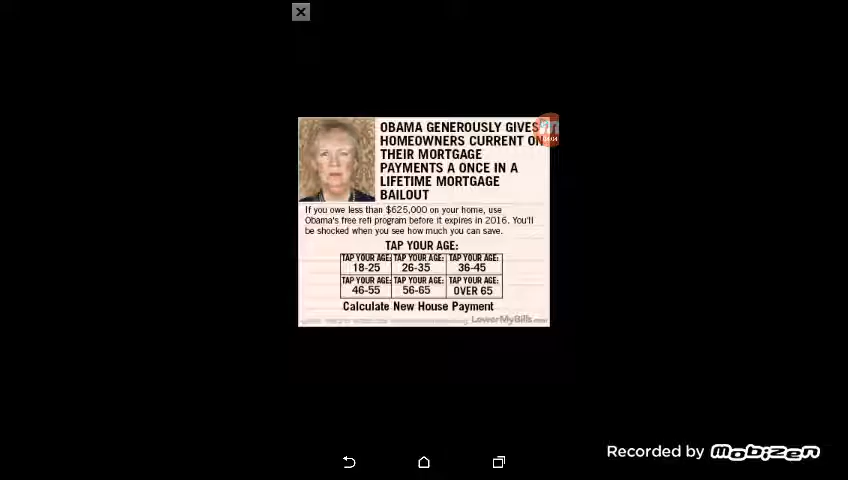 OBAMA GENEROUSLY GIVES
HOMEOWNERS CURRENT ON
THEIR MORTGAGE
PAYMENTS A ONCE IN A
LIFETIME MORTGAGE
BAILOUT
If you owe less than $625,000 on your home, use
Obama's free refi program before it expires in 2016. You'll
be shocked when you see how much you can save.
TAP YOUR AGE:
TAP YOUR AGE: TAP YOUR AGE: TAP YOUR AGE:
18-25 26-35 36-45
TAP YOUR AGE: TAP YOUR AGE: TAP YOUR AGE:
46-55 56-65 OVER 65
Calculate New House Payment
LowerMyBills.com
Recorded by Mobizen